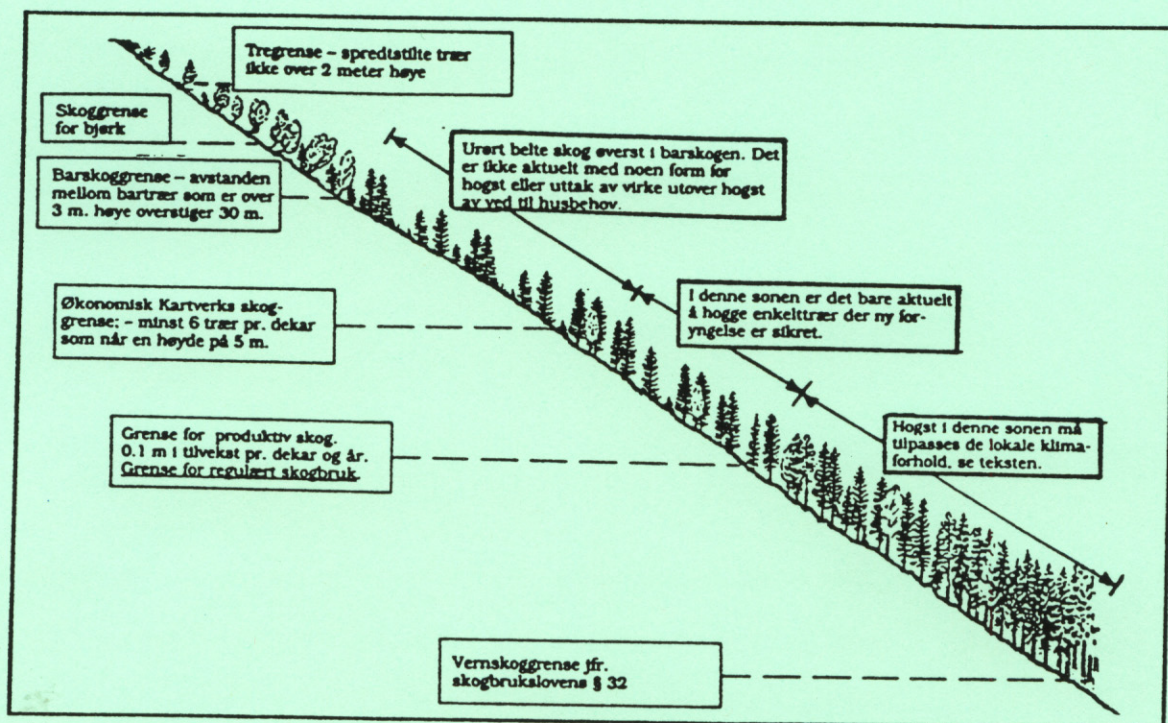 Tregrense – spredtstilte trær
ikke over 2 meter høye
Skoggrense
for bjørk
Barskoggrense – avstanden
mellom bartrær som er over
3 m. høye overstiger 30 m.
Urørt belte skog øverst i barskogen. Det
er ikke aktuelt med noen form for
hogst eller uttak av virke utover hogst
av ved til husbehov.
Økonomisk Kartverks skog-
grense: – minst 6 trær pr. dekar
som når en høyde på 5 m.
I denne sonen er det bare aktuelt
å hogge enkelttrær der ny for-
yngelse er sikret.
Grense for produktiv skog.
0.1 m i tilvekst pr. dekar og år.
Grense for regulært skogbruk.
Hogst i denne sonen må
tilpasses de lokale klima-
forhold, se teksten.
Vernskoggrense jfr.
skogbrukslovens § 32